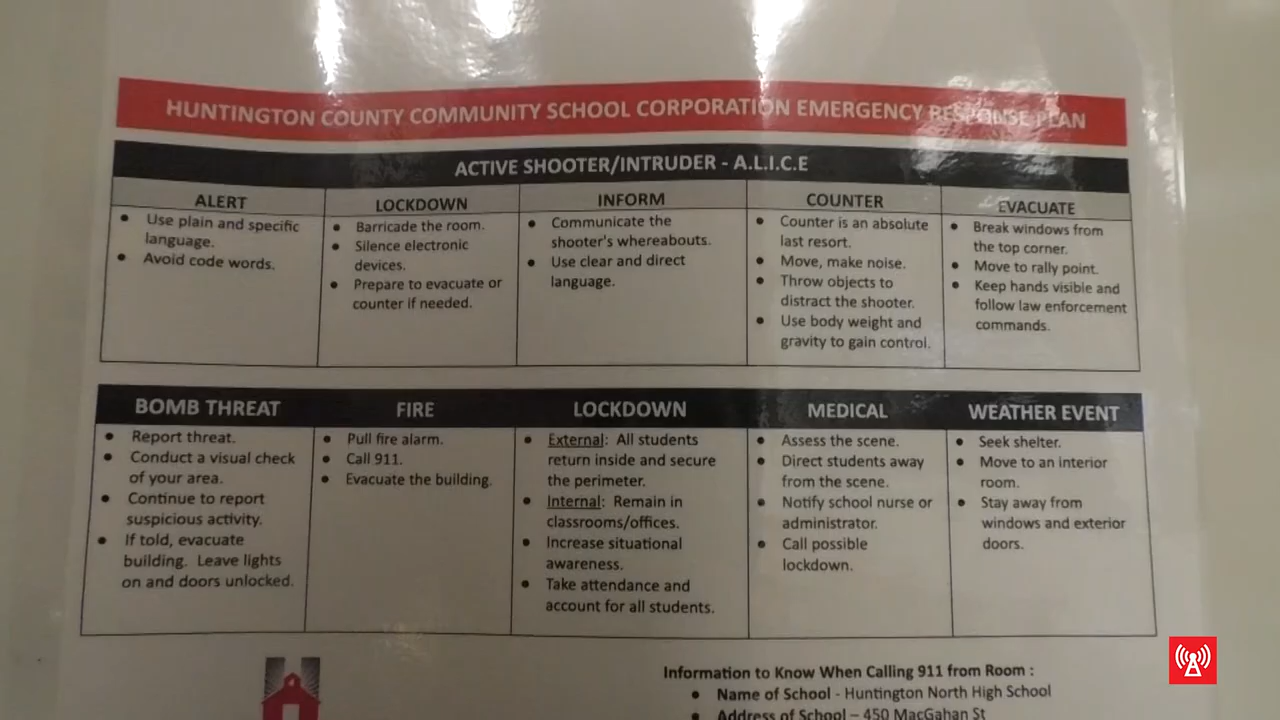 HUNTINGTON COUNTY COMMUNITY SCHOOL CORPORATION EMERGENCY RESPONSE PLAN
ACTIVE SHOOTER/INTRUDER - A.L.I.C.E
ALERT
• Use plain and specific
language.
• Avoid code words.
LOCKDOWN
• Barricade the room.
• Silence electronic
devices.
• Prepare to evacuate or
counter if needed.
INFORM
• Communicate the
shooter's whereabouts.
• Use clear and direct
language.
COUNTER
• Counter is an absolute
last resort.
• Move, make noise.
• Throw objects to
distract the shooter.
• Use body weight and
gravity to gain control.
EVACUATE
• Break windows from
the top corner.
• Move to rally point.
• Keep hands visible and
follow law enforcement
commands.
BOMB THREAT
• Report threat.
• Conduct a visual check
of your area.
• Continue to report
suspicious activity.
• If told, evacuate
building. Leave lights
on and doors unlocked.
FIRE
• Pull fire alarm.
• Call 911.
• Evacuate the building.
LOCKDOWN
• External: All students
return inside and secure
the perimeter.
• Internal: Remain in
classrooms/offices.
• Increase situational
awareness.
• Take attendance and
account for all students.
MEDICAL
• Assess the scene.
• Direct students away
from the scene.
• Notify school nurse or
administrator.
• Call possible
lockdown.
WEATHER EVENT
• Seek shelter.
• Move to an interior
room.
• Stay away from
windows and exterior
doors.
Information to Know When Calling 911 from Room :
• Name of School - Huntington North High School
• Address of School – 450 MacGahan St